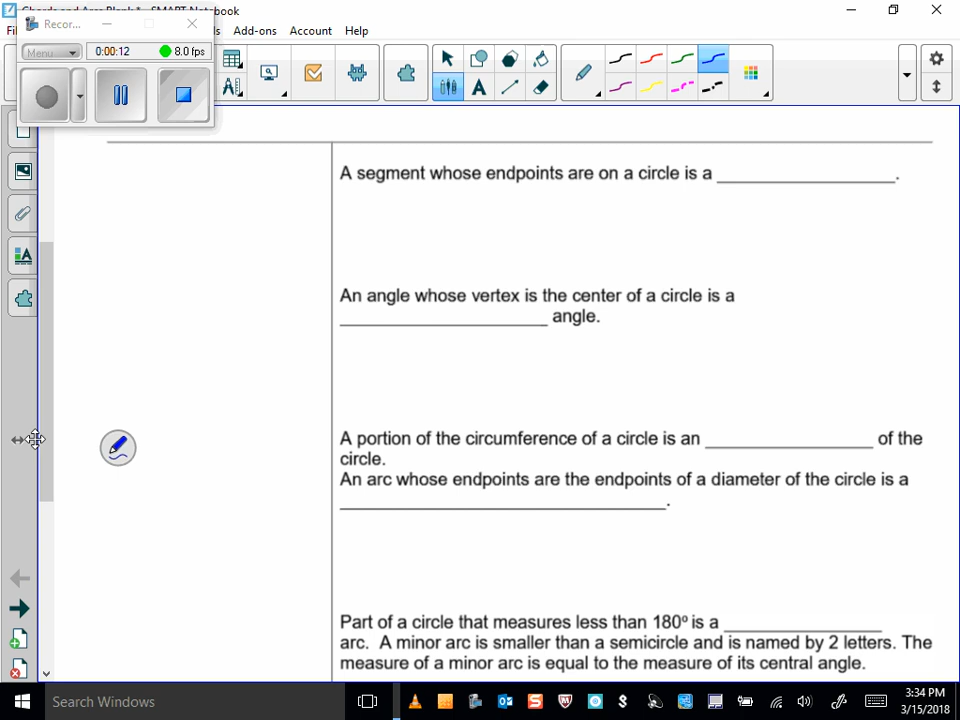 Chords and Arcs Blank* - SMART Notebook
Recor...
Add-ons Account Help
Menu 0:00:12 8.0 fps
A segment whose endpoints are on a circle is a ____________________.
An angle whose vertex is the center of a circle is a
_______________________ angle.
A portion of the circumference of a circle is an ___________________ of the
circle.
An arc whose endpoints are the endpoints of a diameter of the circle is a
____________________________________.
Part of a circle that measures less than 180º is a __________________
arc. A minor arc is smaller than a semicircle and is named by 2 letters. The
measure of a minor arc is equal to the measure of its central angle.
Search Windows
3:34 PM
3/15/2018